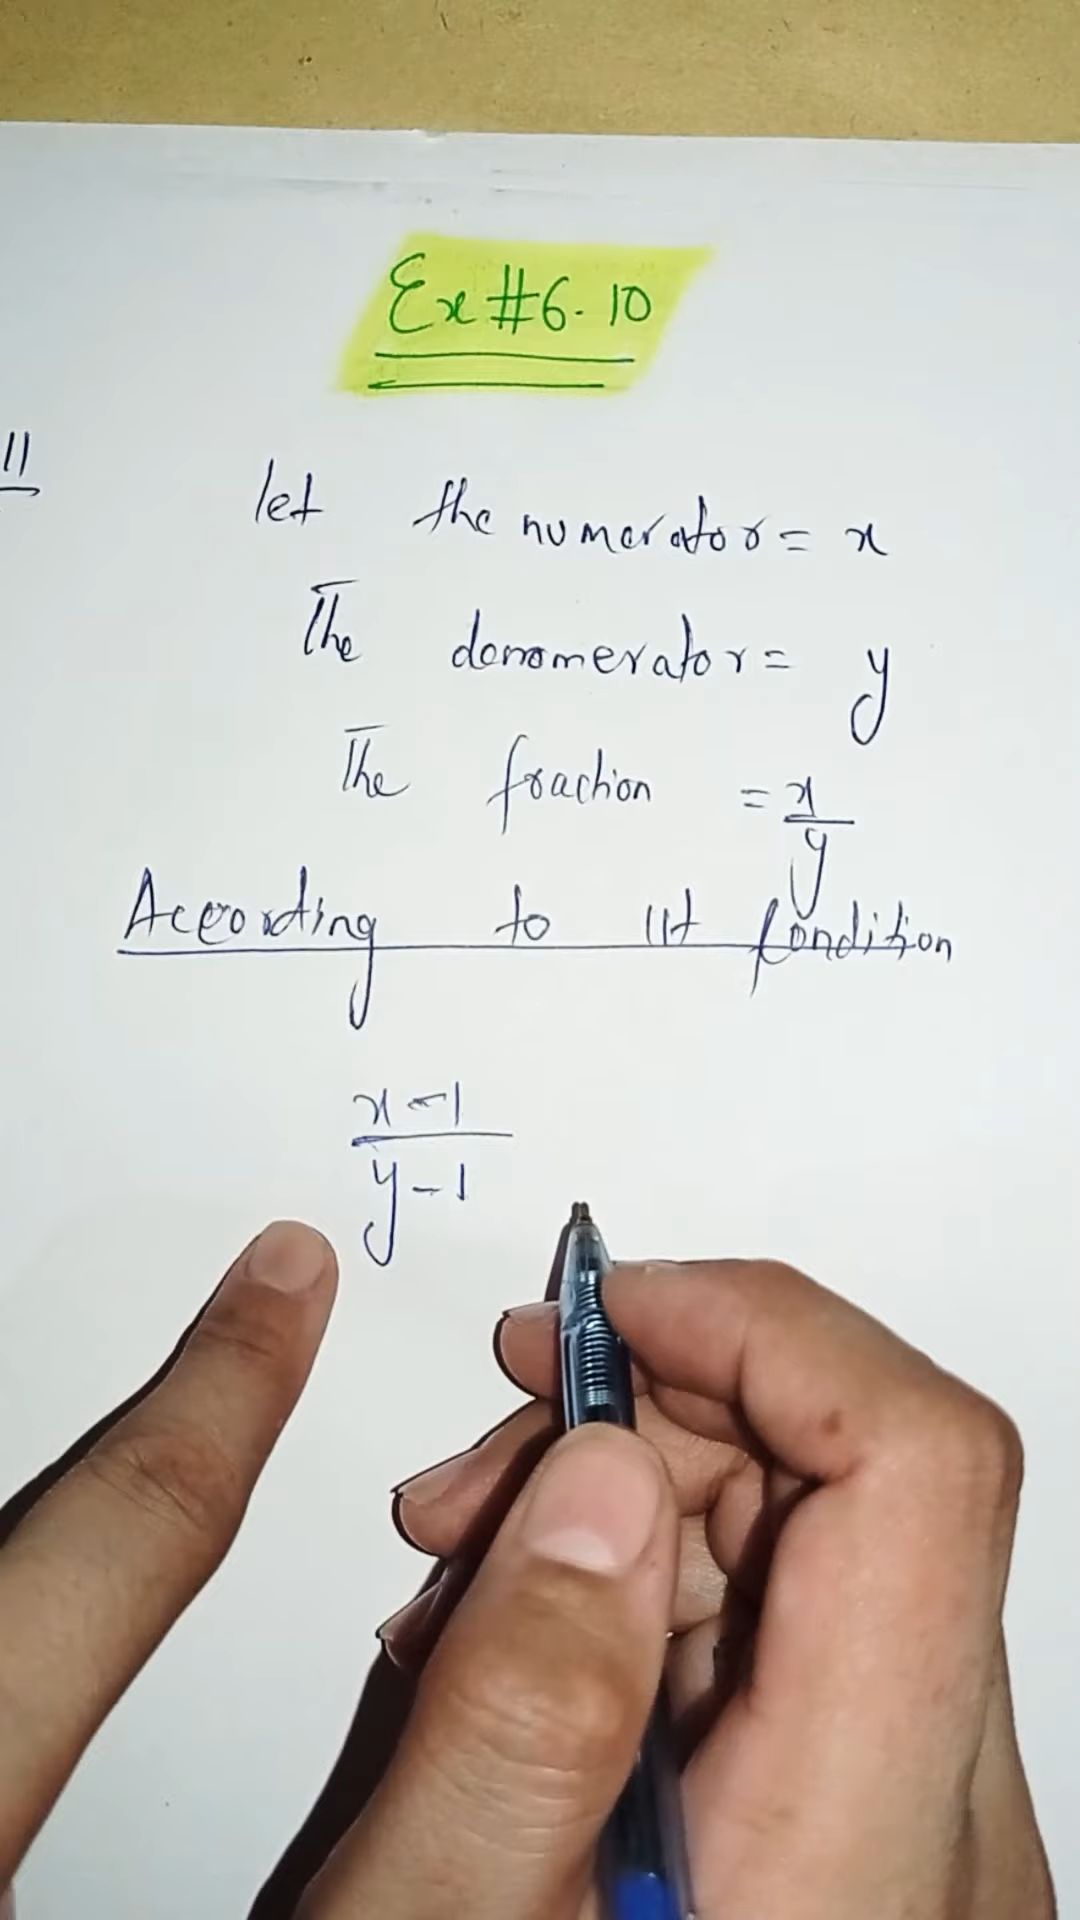 Ex #6.10
11
let the numerator = x
The denomerator = y
The fraction = x/y
According to 1st condition
x-1
y-1